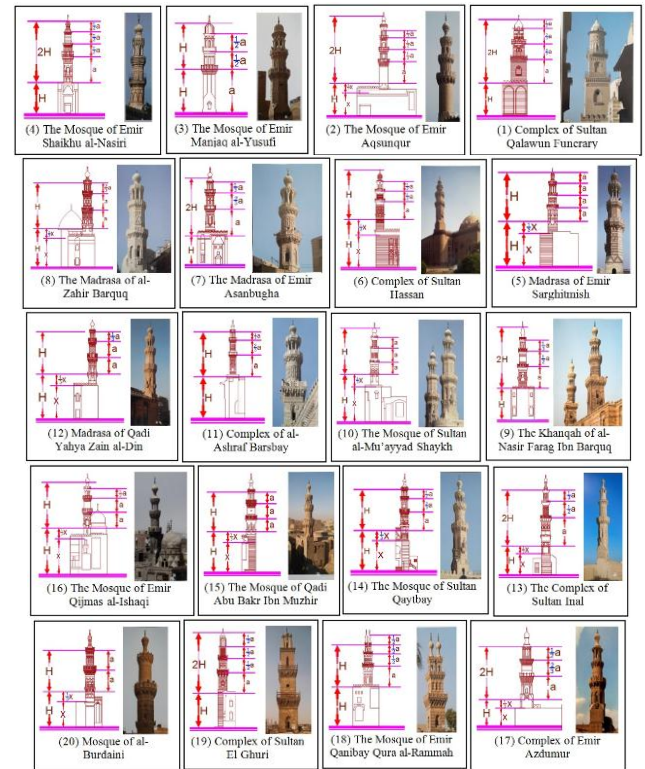 2H
H
a
(4) The Mosque of Emir
Shaikhu al-Nasiri
H
H
a
(3) The Mosque of Emir
Manjaq al-Yusufi
2H
H
a
x
(2) The Mosque of Emir
Aqsunqur
2H
H
a
(1) Complex of Sultan
Qalawun Funcrary
H
H
a
x
(8) The Madrasa of al-
Zahir Barquq
2H
H
a
(7) The Madrasa of Emir
Asanbugha
H
H
a
(6) Complex of Sultan
Hassan
H
H
a
(5) Madrasa of Emir
Sarghitmish
H
H
a
a
x
(12) Madrasa of Qadi
Yahya Zain al-Din
H
H
a
a
(11) Complex of al-
Ashraf Barsbay
H
H
a
x
(10) The Mosque of Sultan
al-Mu'ayyad Shaykh
2H
H
a
(9) The Khanqah of al-
Nasir Farag Ibn Barquq
H
H
a
a
x
(16) The Mosque of Emir
Qijmas al-Ishaqi
H
H
a
a
x
(15) The Mosque of Qadi
Abu Bakr Ibn Muzhir
H
H
a
x
(14) The Mosque of Sultan
Qaytbay
2H
H
a
x
(13) The Complex of
Sultan Inal
H
H
a
a
x
(20) Mosque of al-
Burdaini
2H
H
a
(19) Complex of Sultan
El Ghuri
H
H
a
(18) The Mosque of Emir
Qanibay Qura al-Rammah
2H
H
a
x
(17) Complex of Emir
Azdumur